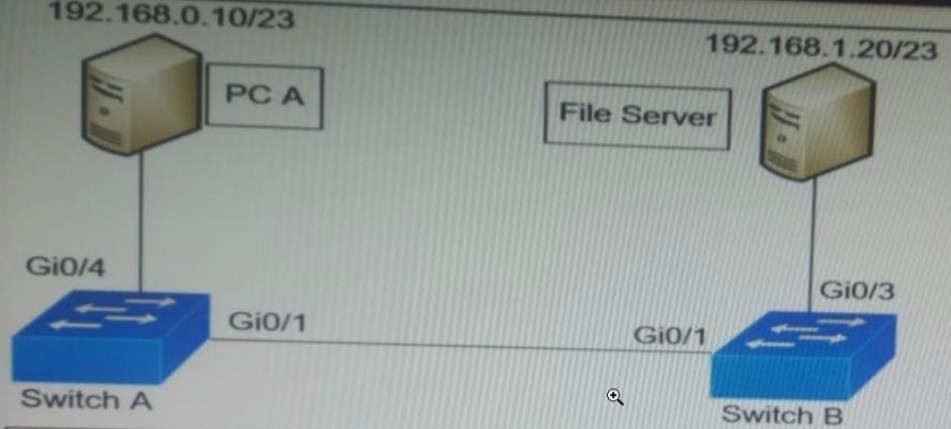 192.168.0.10/23
192.168.1.20/23
PC A
File Server
Gi0/4
Gi0/3
Gi0/1
Gi0/1
Switch A
Switch B